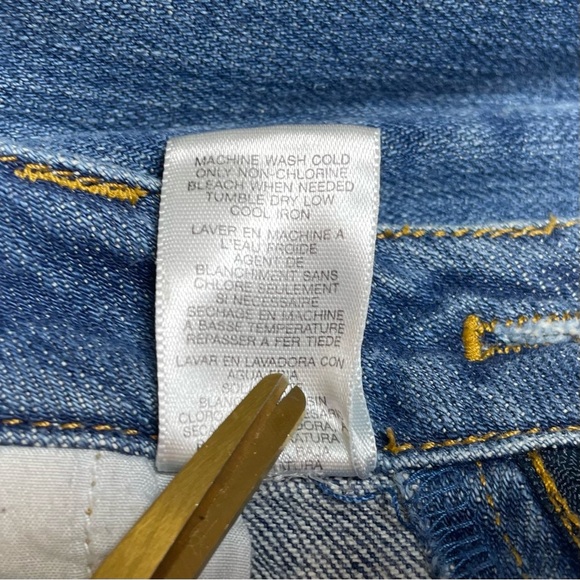 MACHINE WASH COLD
ONLY NON-CHLORINE
BLEACH WHEN NEEDED
TUMBLE DRY LOW
COOL IRON
LAVER EN MACHINE A
L'EAU FROIDE
AGENT DE
BLANCHIMENT SANS
CHLORE SEULEMENT
SI NECESSAIRE
SECHAGE EN MACHINE
A BASSE TEMPERATURE
REPASSER A FER TIEDE
LAVAR EN LAVADORA CON
AGUA
CLORO